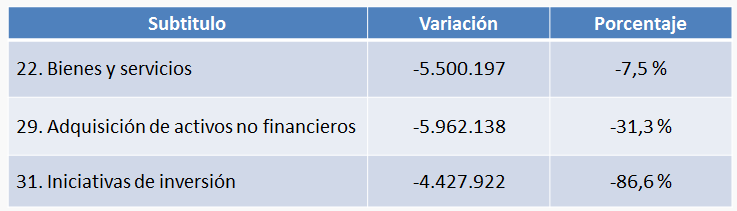 Subtitulo Variación Porcentaje
22. Bienes y servicios -5.500.197 -7,5 %
29. Adquisición de activos no financieros -5.962.138 -31,3 %
31. Iniciativas de inversión -4.427.922 -86,6 %